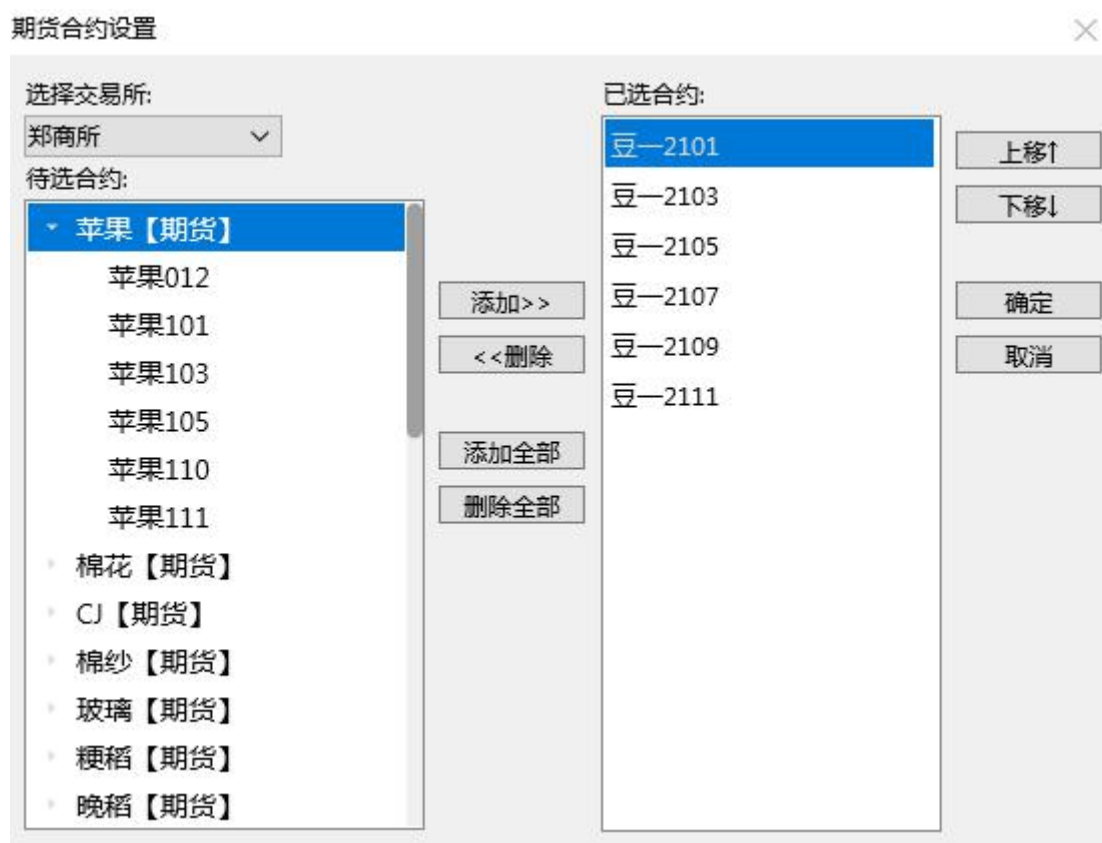 期货合约设置
选择交易所:
郑商所
待选合约:
苹果【期货】
苹果012
苹果101
苹果103
苹果105
苹果110
苹果111
棉花【期货】
CJ【期货】
棉纱【期货】
玻璃【期货】
粳稻【期货】
晚稻【期货】
添加>>
<<删除
添加全部
删除全部
已选合约:
豆一2101
豆一2103
豆一2105
豆一2107
豆一2109
豆一2111
上移↑
下移↓
确定
取消